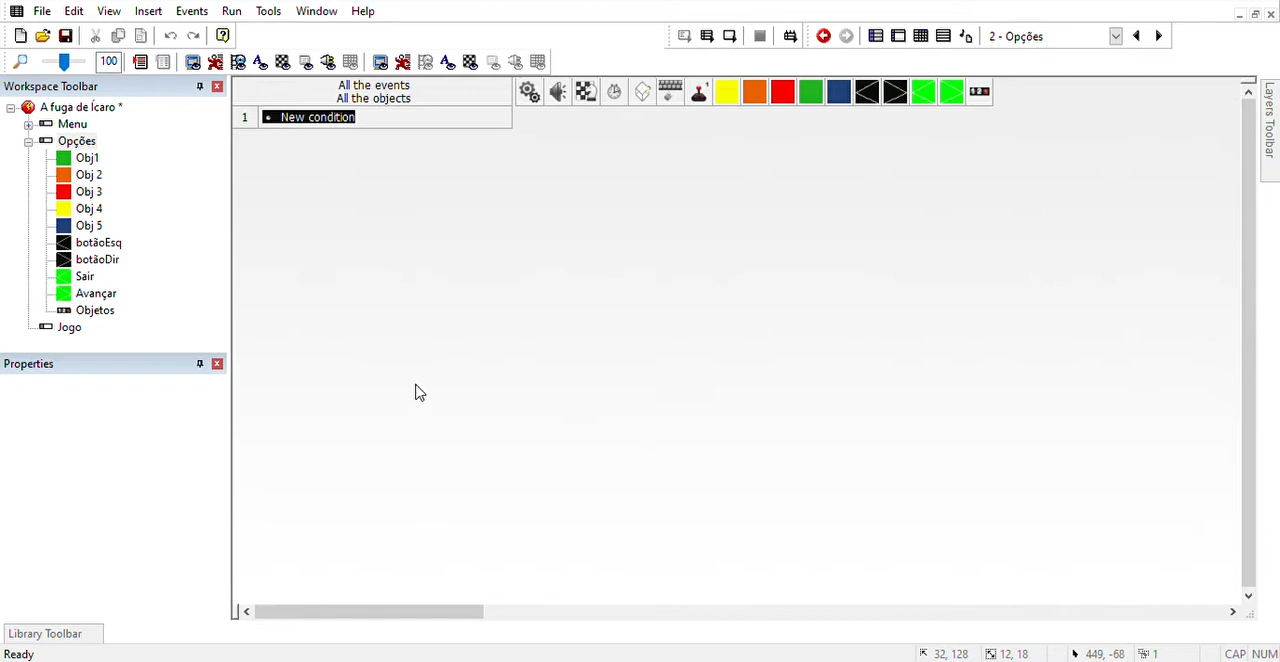 File Edit View Insert Events Run Tools Window Help
2 - Opções
100
Workspace Toolbar
A fuga de Ícaro *
Menu
Opções
Obj1
Obj 2
Obj 3
Obj 4
Obj 5
botãoEsq
botãoDir
Sair
Avançar
Objetos
Jogo
Properties
Library Toolbar
All the events
All the objects
1 • New condition
Layers Toolbar
Ready
32, 128
12, 18
449, -68
1
CAP NUM